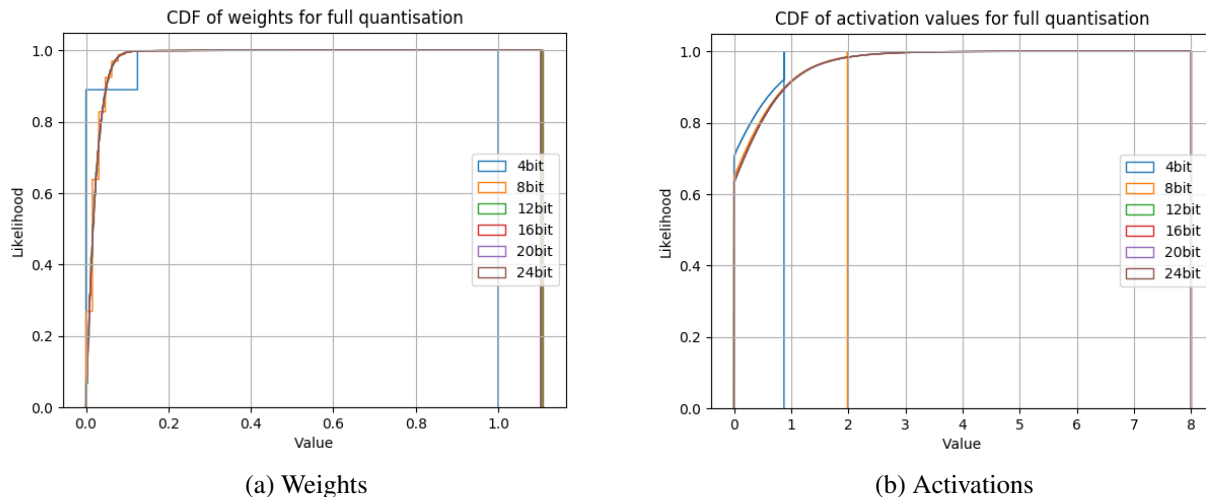 CDF of weights for full quantisation
1.0
0.8
0.6
0.4
0.2
0.0
Likelihood
0.0 0.2 0.4 0.6 0.8 1.0
Value
4bit
8bit
12bit
16bit
20bit
24bit
(a) Weights
CDF of activation values for full quantisation
1.0
0.8
0.6
0.4
0.2
0.0
Likelihood
0 1 2 3 4 5 6 7 8
Value
4bit
8bit
12bit
16bit
20bit
24bit
(b) Activations